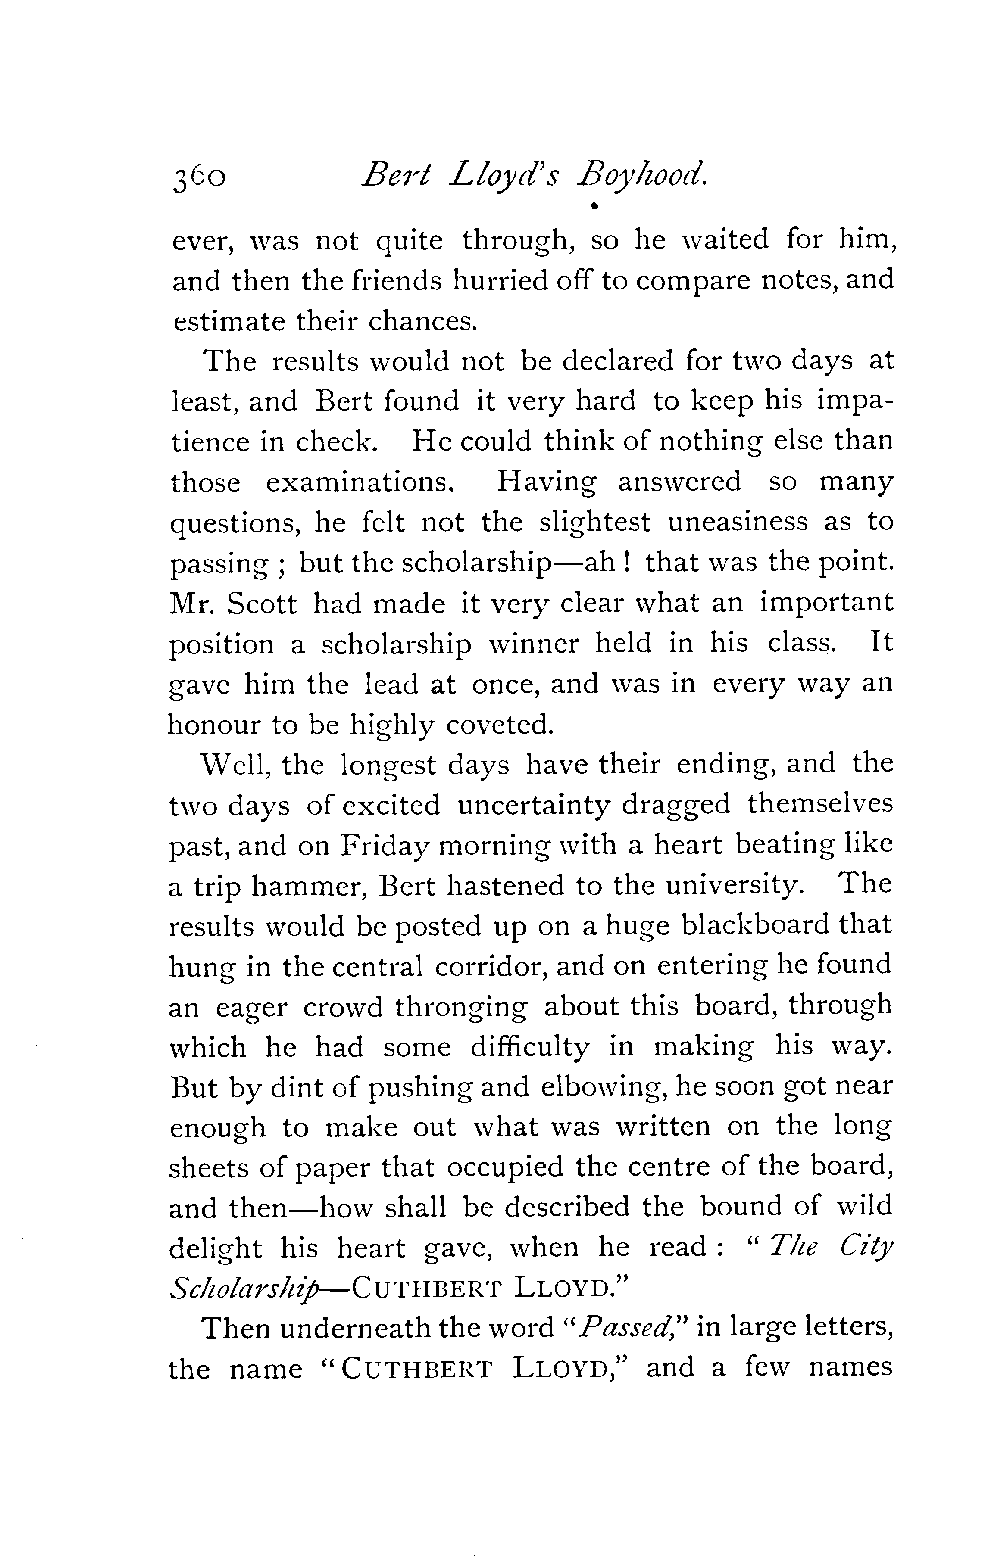 360 Bert Lloyd's Boyhood.
ever, was not quite through, so he waited for him,
and then the friends hurried off to compare notes, and
estimate their chances.
The results would not be declared for two days at
least, and Bert found it very hard to keep his impa-
tience in check. He could think of nothing else than
those examinations. Having answered so many
questions, he felt not the slightest uneasiness as to
passing ; but the scholarship—ah ! that was the point.
Mr. Scott had made it very clear what an important
position a scholarship winner held in his class. It
gave him the lead at once, and was in every way an
honour to be highly coveted.
Well, the longest days have their ending, and the
two days of excited uncertainty dragged themselves
past, and on Friday morning with a heart beating like
a trip hammer, Bert hastened to the university. The
results would be posted up on a huge blackboard that
hung in the central corridor, and on entering he found
an eager crowd thronging about this board, through
which he had some difficulty in making his way.
But by dint of pushing and elbowing, he soon got near
enough to make out what was written on the long
sheets of paper that occupied the centre of the board,
and then—how shall be described the bound of wild
delight his heart gave, when he read : " The City
Scholarship—CUTHBERT LLOYD."
Then underneath the word "Passed," in large letters,
the name "CUTHBERT LLOYD," and a few names